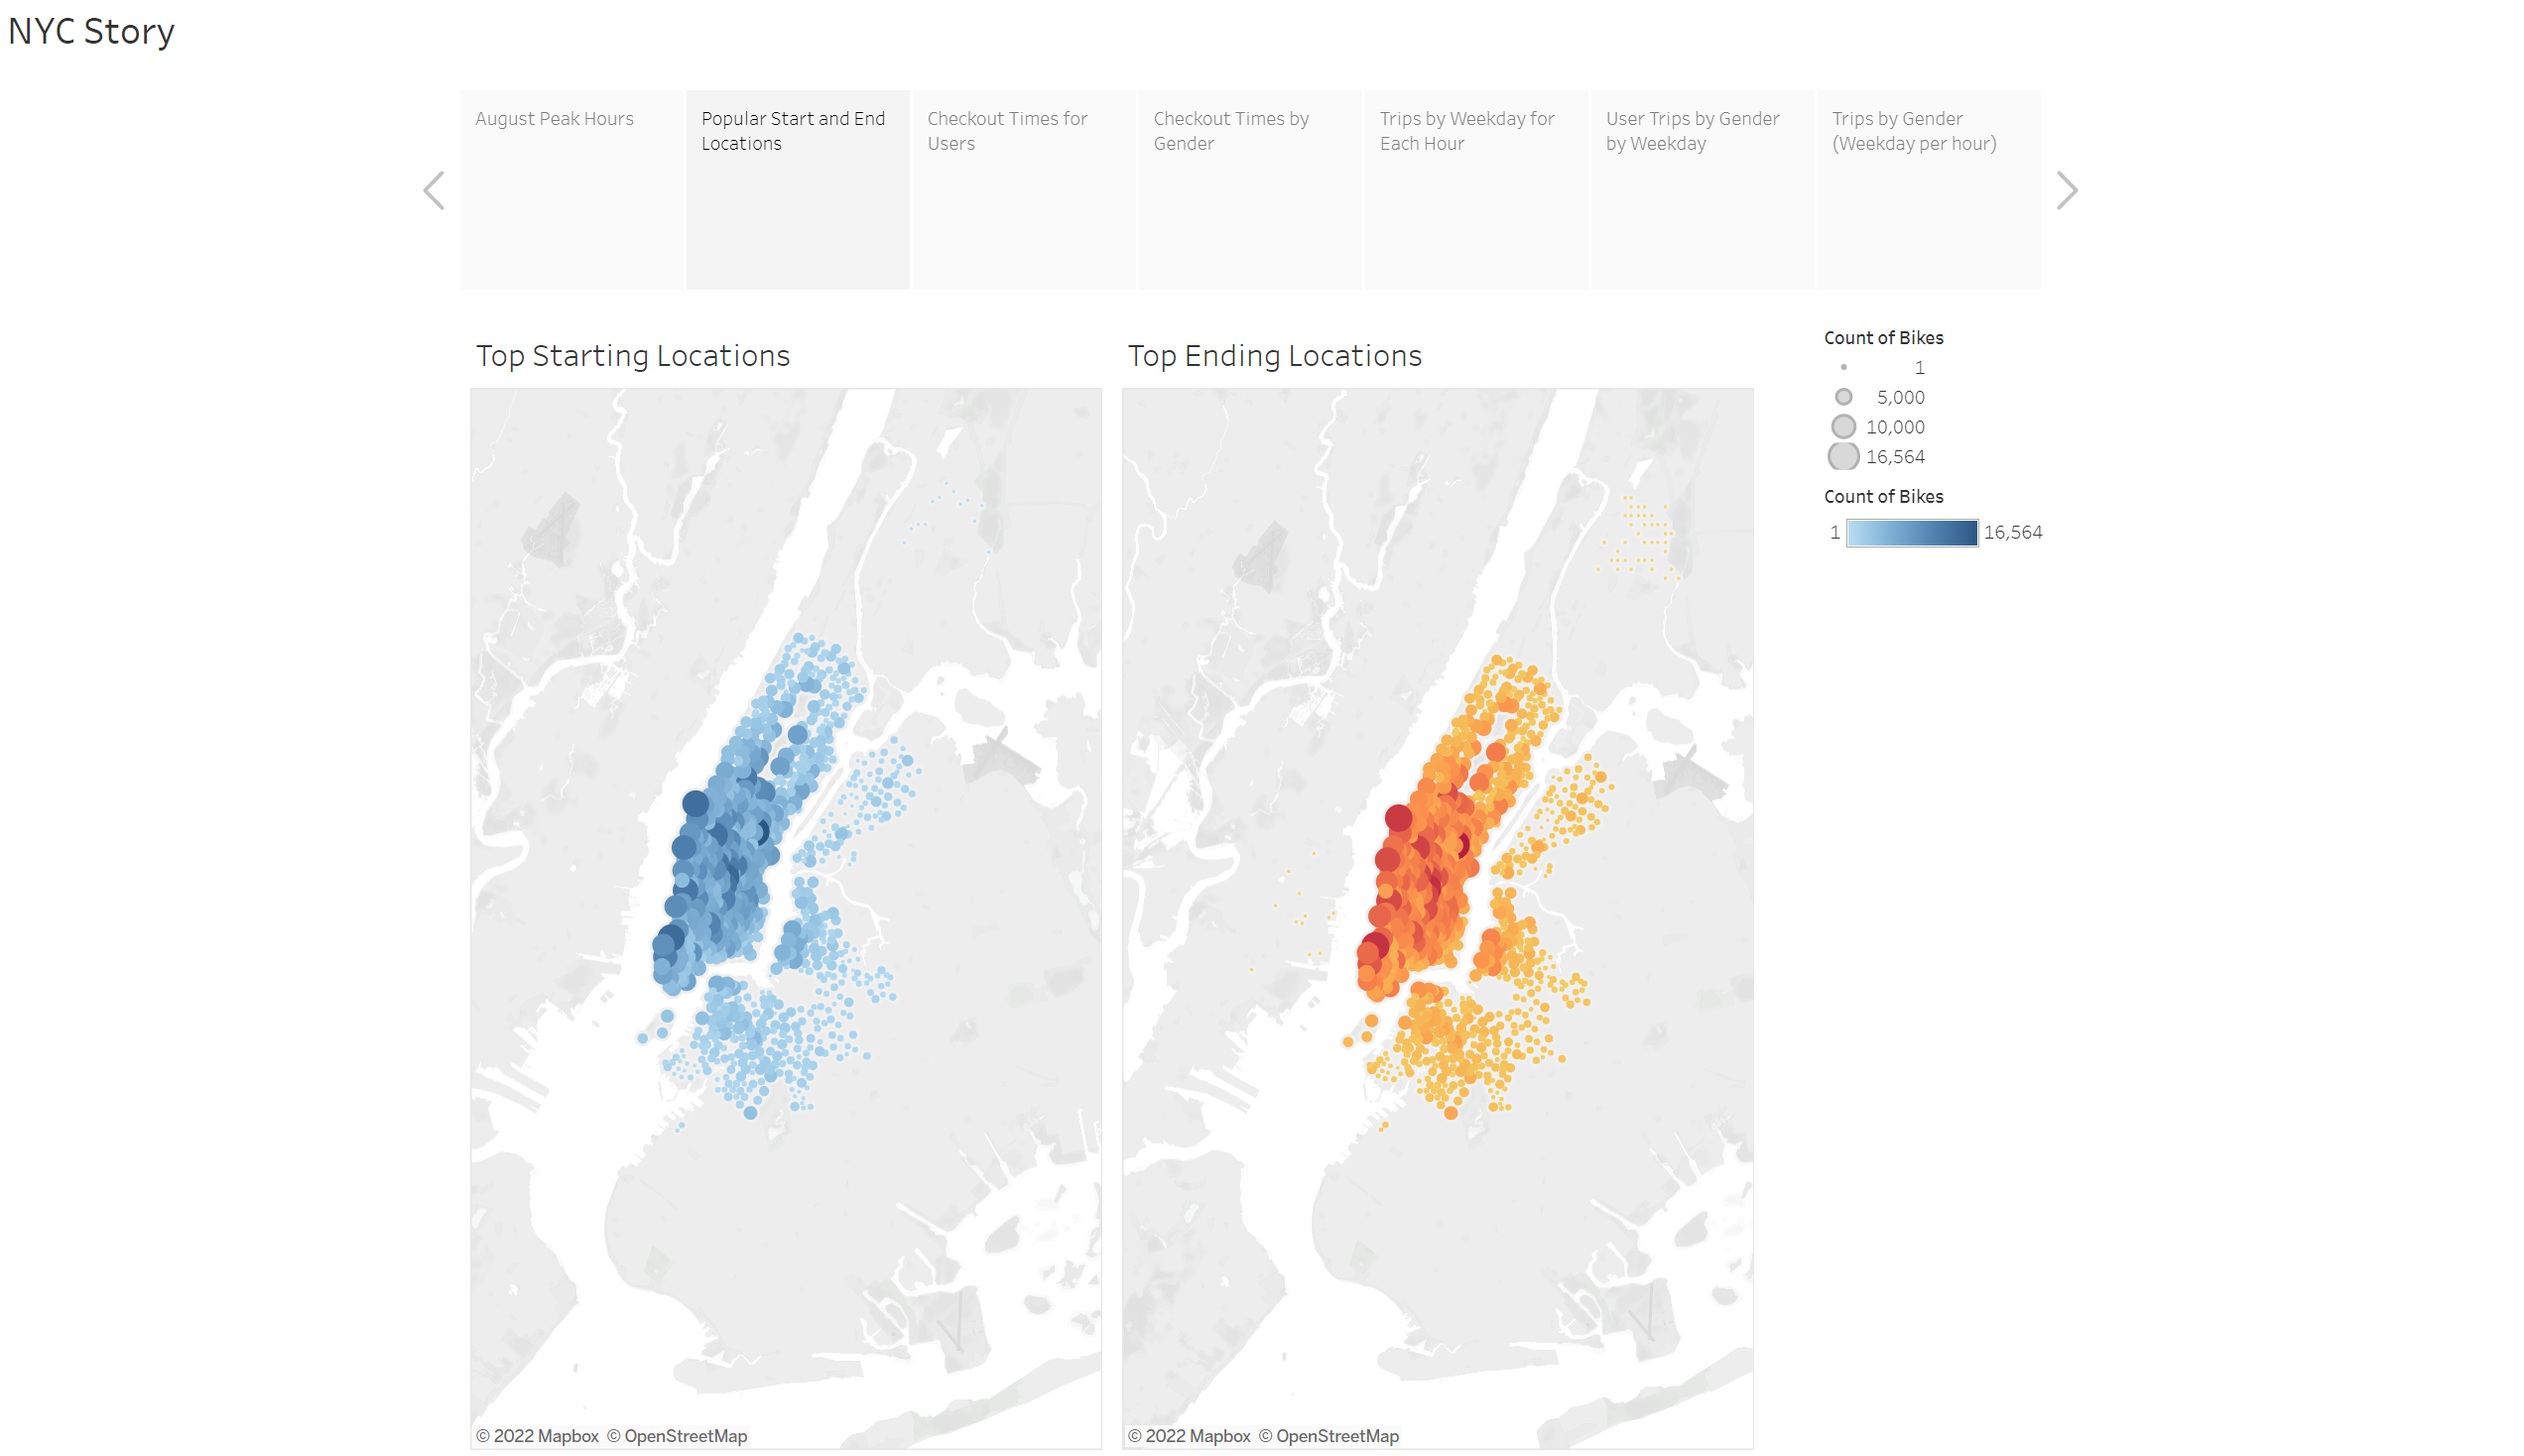 NYC Story
August Peak Hours
Popular Start and End
Locations
Checkout Times for
Users
Checkout Times by
Gender
Trips by Weekday for
Each Hour
User Trips by Gender
by Weekday
Trips by Gender
(Weekday per hour)
Top Starting Locations
© 2022 Mapbox © OpenStreetMap
Top Ending Locations
© 2022 Mapbox © OpenStreetMap
Count of Bikes
1
5,000
10,000
16,564
Count of Bikes
1 16,564